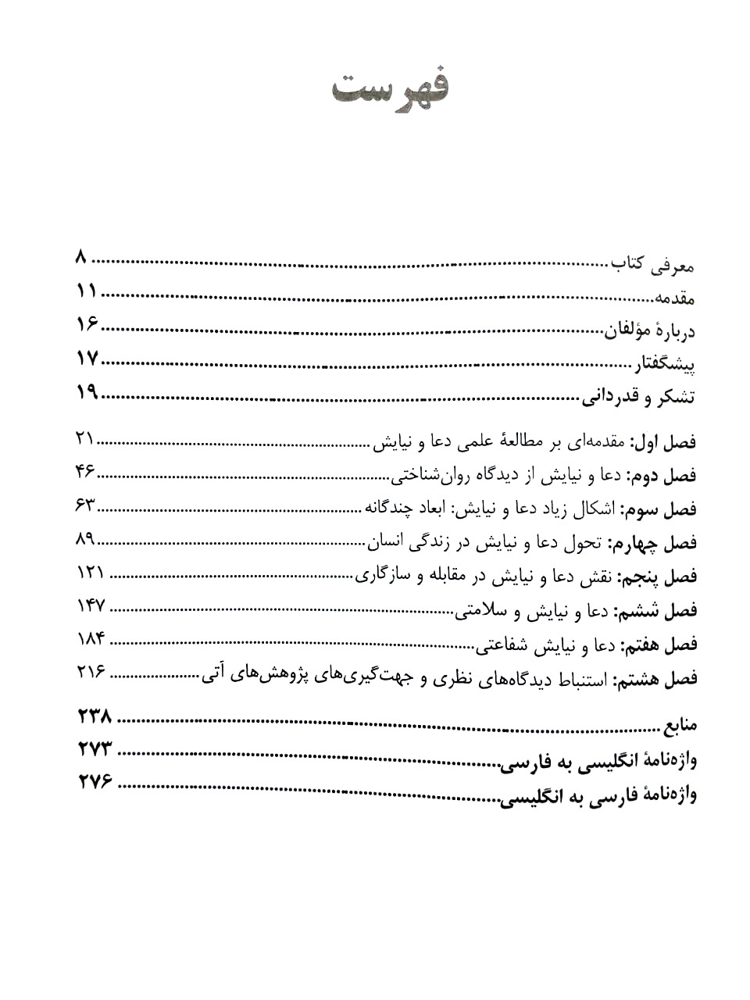 فهرست
معرفی کتاب ........ ۸
مقدمه ........ ۱۱
دربارهٔ مؤلفان ........ ۱۶
پیشگفتار ........ ۱۷
تشکر و قدردانی ........ ۱۹
فصل اول: مقدمه‌ای بر مطالعهٔ علمی دعا و نیایش ........ ۲۱
فصل دوم: دعا و نیایش از دیدگاه روان‌شناختی ........ ۴۶
فصل سوم: اشکال زیاد دعا و نیایش: ابعاد چندگانه ........ ۶۳
فصل چهارم: تحول دعا و نیایش در زندگی انسان ........ ۸۹
فصل پنجم: نقش دعا و نیایش در مقابله و سازگاری ........ ۱۲۱
فصل ششم: دعا و نیایش و سلامتی ........ ۱۴۷
فصل هفتم: دعا و نیایش شفاعتی ........ ۱۸۴
فصل هشتم: استنباط دیدگاه‌های نظری و جهت‌گیری‌های پژوهش‌های آتی ........ ۲۱۶
منابع ........ ۲۳۸
واژه‌نامهٔ انگلیسی به فارسی ........ ۲۷۳
واژه‌نامهٔ فارسی به انگلیسی ........ ۲۷۶